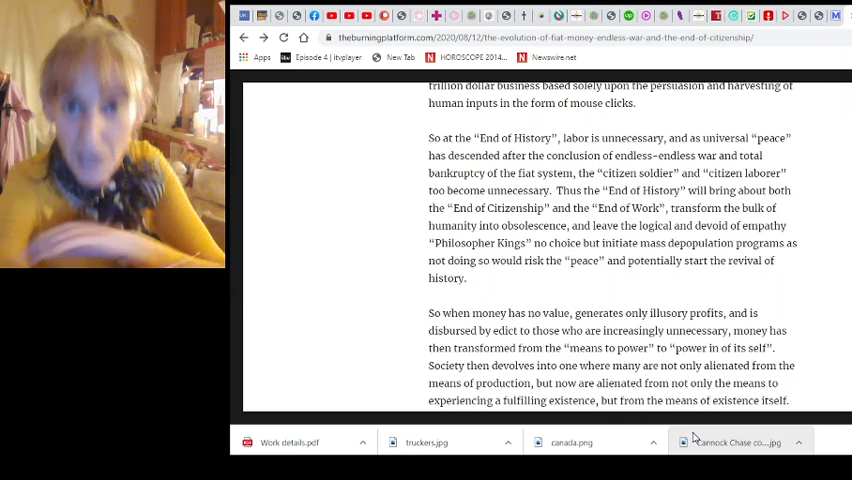 theburningplatform.com/2020/08/12/the-evolution-of-fiat-money-endless-war-and-the-end-of-citizenship/
Apps
itv
Episode 4 | itvplayer
New Tab
N HOROSCOPE 2014...
N Newswire.net
trillion dollar business based solely upon the persuasion and harvesting of
human inputs in the form of mouse clicks.
So at the “End of History”, labor is unnecessary, and as universal “peace”
has descended after the conclusion of endless-endless war and total
bankruptcy of the fiat system, the “citizen soldier” and “citizen laborer”
too become unnecessary. Thus the “End of History” will bring about both
the “End of Citizenship” and the “End of Work”, transform the bulk of
humanity into obsolescence, and leave the logical and devoid of empathy
“Philosopher Kings” no choice but initiate mass depopulation programs as
not doing so would risk the “peace” and potentially start the revival of
history.
So when money has no value, generates only illusory profits, and is
disbursed by edict to those who are increasingly unnecessary, money has
then transformed from the “means to power” to “power in of its self”.
Society then devolves into one where many are not only alienated from the
means of production, but now are alienated from not only the means to
experiencing a fulfilling existence, but from the means of existence itself.
Work details.pdf
truckers.jpg
canada.png
Cannock Chase co....jpg